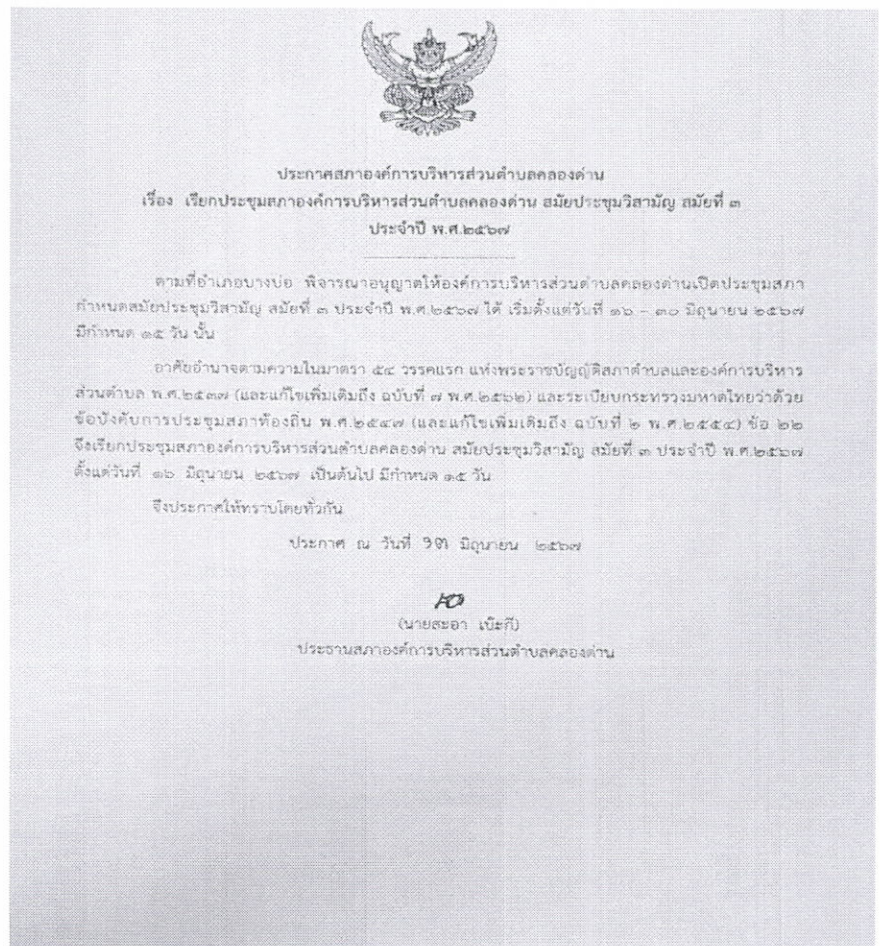 ประกาศสภาองค์การบริหารส่วนตำบลคลองด่าน
เรื่อง เรียกประชุมสภาองค์การบริหารส่วนตำบลคลองด่าน สมัยประชุมวิสามัญ สมัยที่ ๓
ประจำปี พ.ศ.๒๕๖๗
ตามที่อำเภอบางบ่อ พิจารณาอนุญาตให้องค์การบริหารส่วนตำบลคลองด่านเปิดประชุมสภา
กำหนดสมัยประชุมวิสามัญ สมัยที่ ๓ ประจำปี พ.ศ.๒๕๖๗ ได้ เริ่มตั้งแต่วันที่ ๑๖ – ๓๐ มิถุนายน ๒๕๖๗
มีกำหนด ๑๕ วัน นั้น
อาศัยอำนาจตามความในมาตรา ๕๔ วรรคแรก แห่งพระราชบัญญัติสภาตำบลและองค์การบริหาร
ส่วนตำบล พ.ศ.๒๕๓๗ (และแก้ไขเพิ่มเติมถึง ฉบับที่ ๗ พ.ศ.๒๕๖๒) และระเบียบกระทรวงมหาดไทยว่าด้วย
ข้อบังคับการประชุมสภาท้องถิ่น พ.ศ.๒๕๔๗ (และแก้ไขเพิ่มเติมถึง ฉบับที่ ๒ พ.ศ.๒๕๕๔) ข้อ ๒๒
จึงเรียกประชุมสภาองค์การบริหารส่วนตำบลคลองด่าน สมัยประชุมวิสามัญ สมัยที่ ๓ ประจำปี พ.ศ.๒๕๖๗
ตั้งแต่วันที่ ๑๖ มิถุนายน ๒๕๖๗ เป็นต้นไป มีกำหนด ๑๕ วัน
จึงประกาศให้ทราบโดยทั่วกัน
ประกาศ ณ วันที่ ๑๓ มิถุนายน ๒๕๖๗
(นายสะอา เบ๊ะกี)
ประธานสภาองค์การบริหารส่วนตำบลคลองด่าน